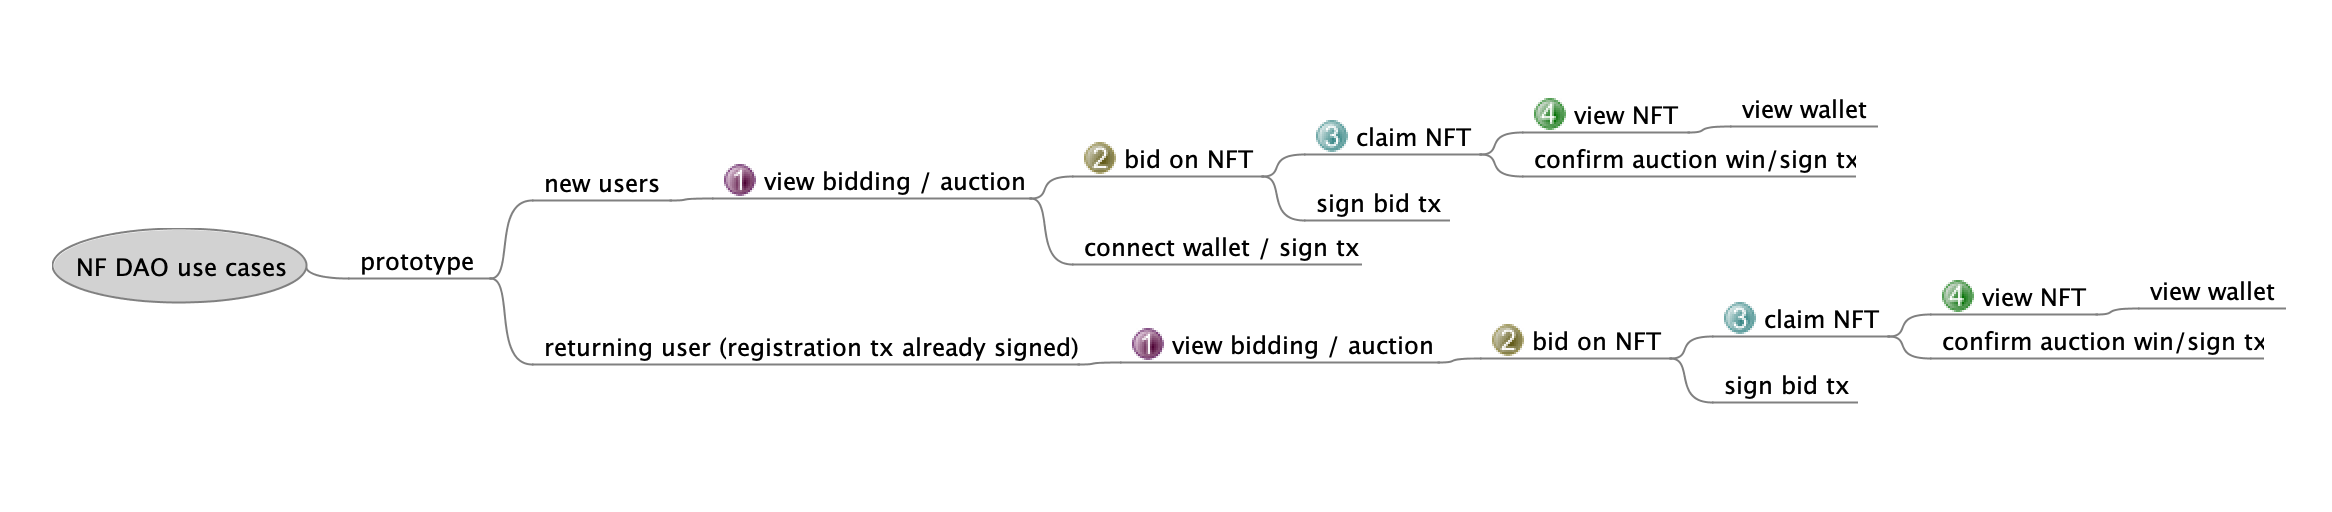 NF DAO use cases
prototype
new users
1 view bidding / auction
2 bid on NFT
3 claim NFT
4 view NFT
view wallet
confirm auction win/sign tx
sign bid tx
connect wallet / sign tx
returning user (registration tx already signed)
1 view bidding / auction
2 bid on NFT
3 claim NFT
4 view NFT
view wallet
confirm auction win/sign tx
sign bid tx